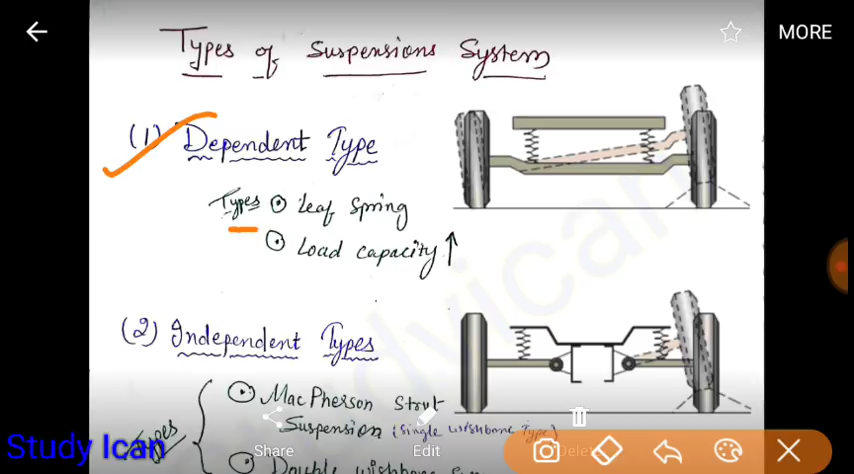 MORE
Types of Suspensions System
(1) Dependent Type
Types ⊙ Leaf Spring
⊙ Load Capacity ↑
(2) Independent Types
Types
⊙ MacPherson Strut
Suspension (Single wishbone Type)
⊙ Double wishbone
Study Ican
Share
Edit
Delete